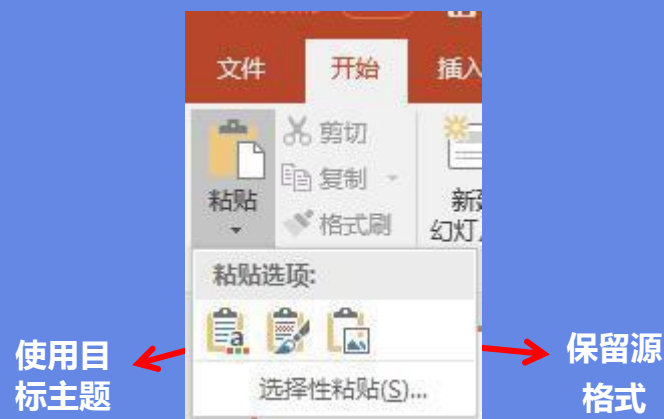 文件 开始 插入
剪切
复制
粘贴
格式刷
幻灯
粘贴选项:
选择性粘贴(S)...
使用目
标主题
保留源
格式